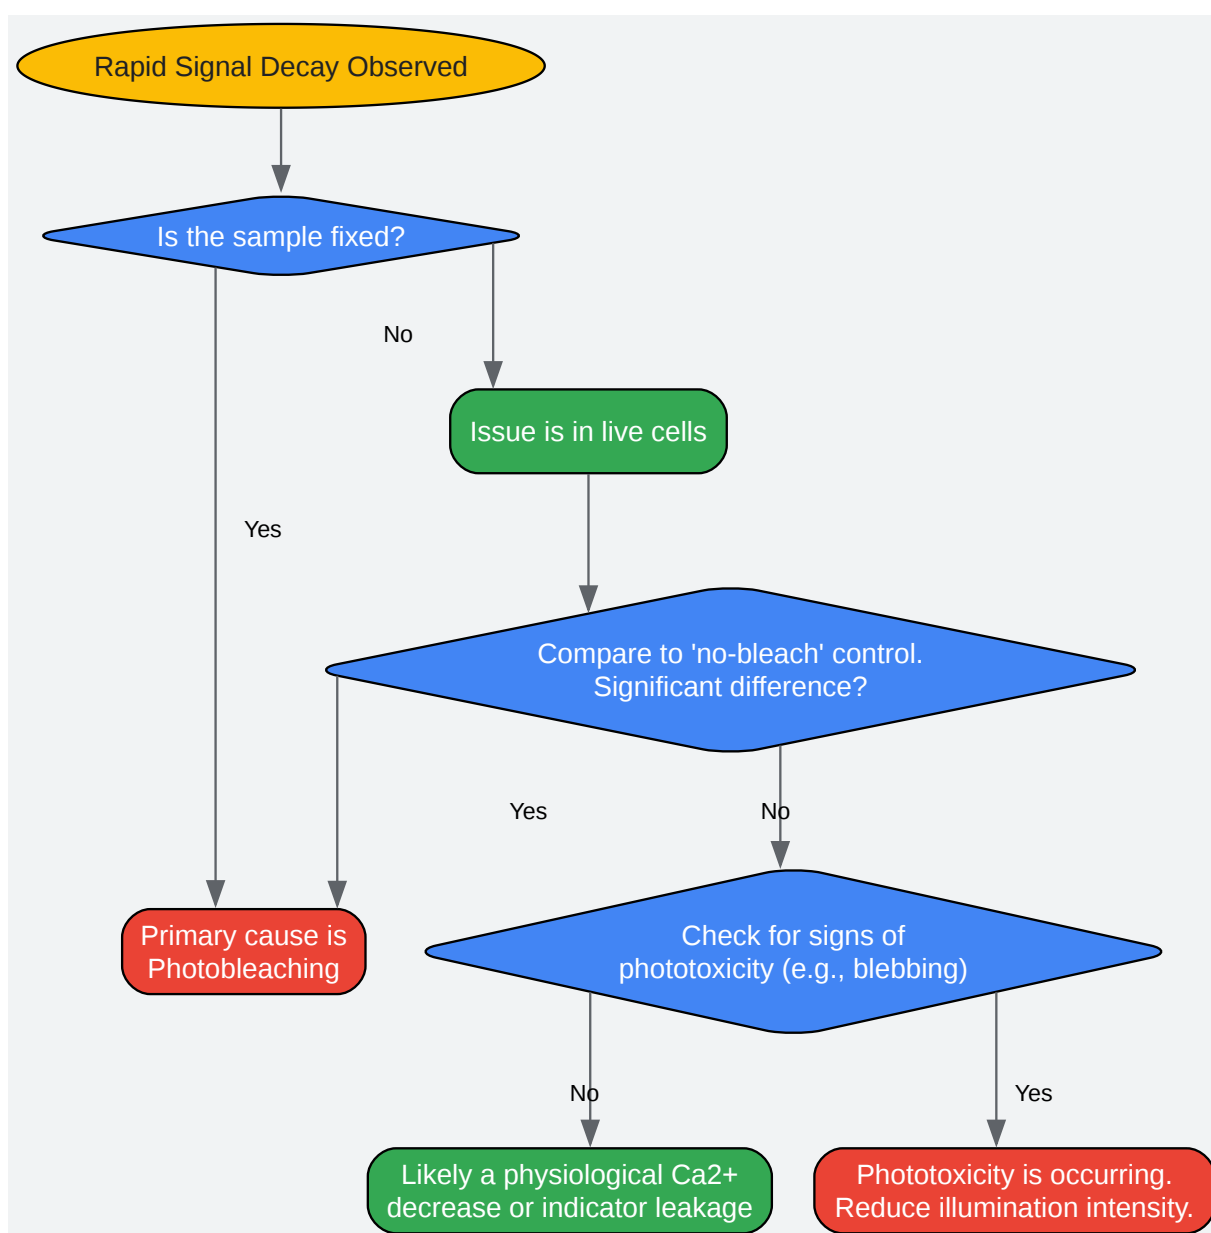 Rapid Signal Decay Observed
Is the sample fixed?
No
Issue is in live cells
Yes
Compare to 'no-bleach' control.
Significant difference?
Yes
No
Primary cause is
Photobleaching
Check for signs of
phototoxicity (e.g., blebbing)
No
Yes
Likely a physiological Ca2+
decrease or indicator leakage
Phototoxicity is occurring.
Reduce illumination intensity.